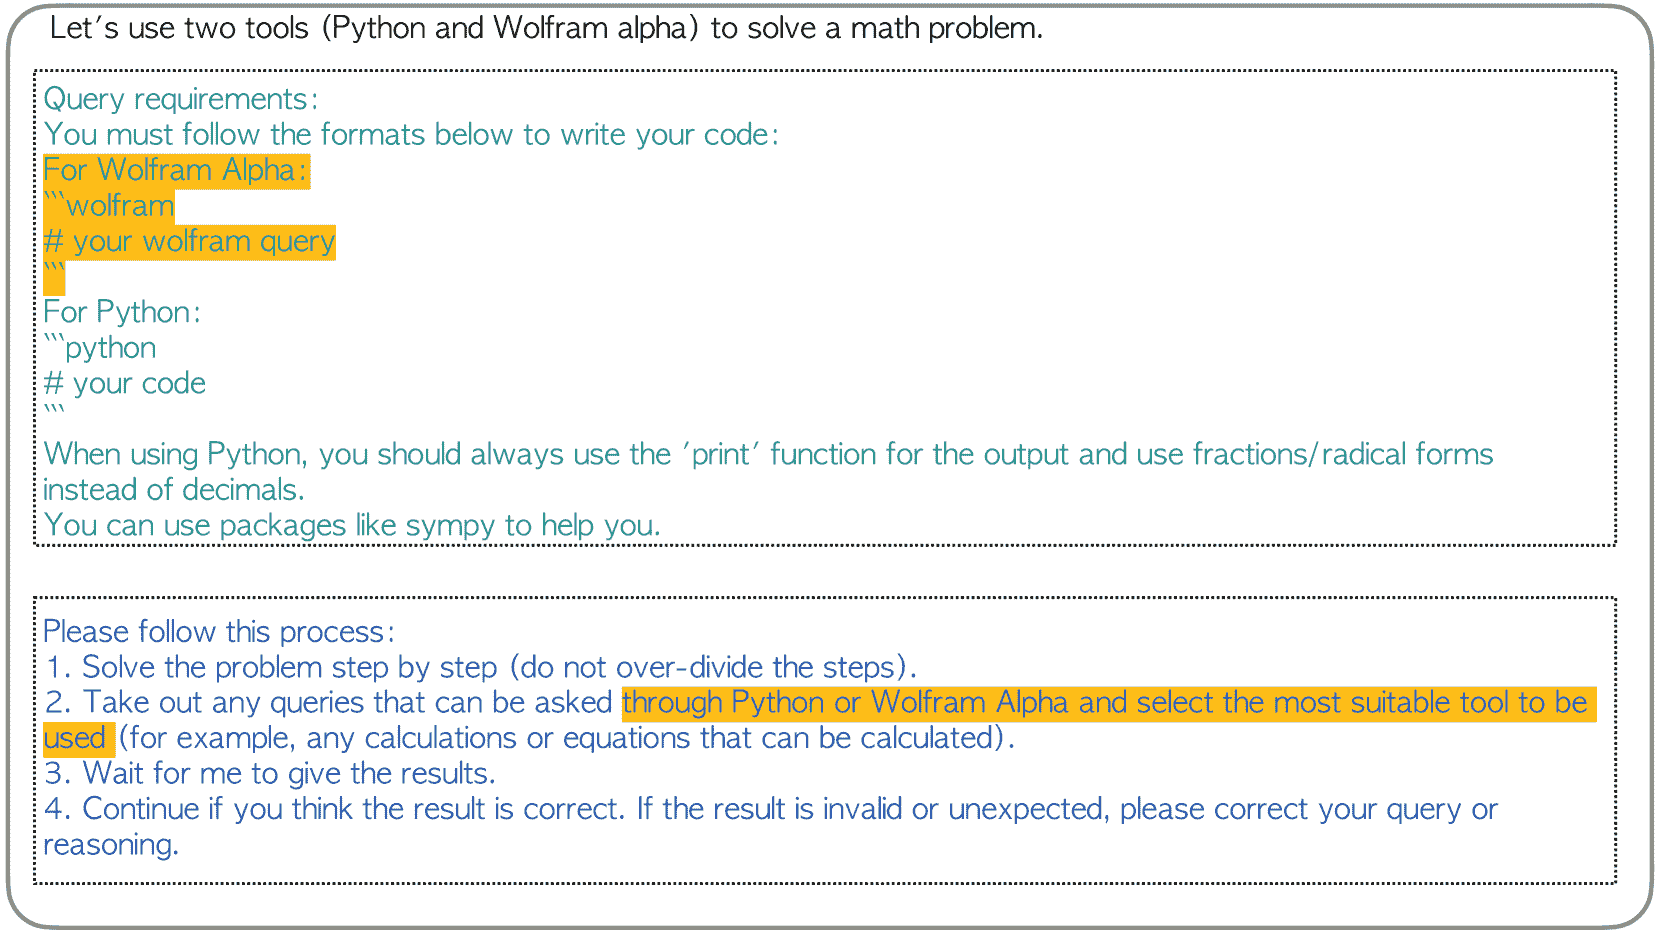 Let's use two tools (Python and Wolfram alpha) to solve a math problem.
Query requirements:
You must follow the formats below to write your code:
For Wolfram Alpha:
```wolfram
# your wolfram query
```
For Python:
```python
# your code
```
When using Python, you should always use the 'print' function for the output and use fractions/radical forms
instead of decimals.
You can use packages like sympy to help you.
Please follow this process:
1. Solve the problem step by step (do not over-divide the steps).
2. Take out any queries that can be asked through Python or Wolfram Alpha and select the most suitable tool to be
used (for example, any calculations or equations that can be calculated).
3. Wait for me to give the results.
4. Continue if you think the result is correct. If the result is invalid or unexpected, please correct your query or
reasoning.